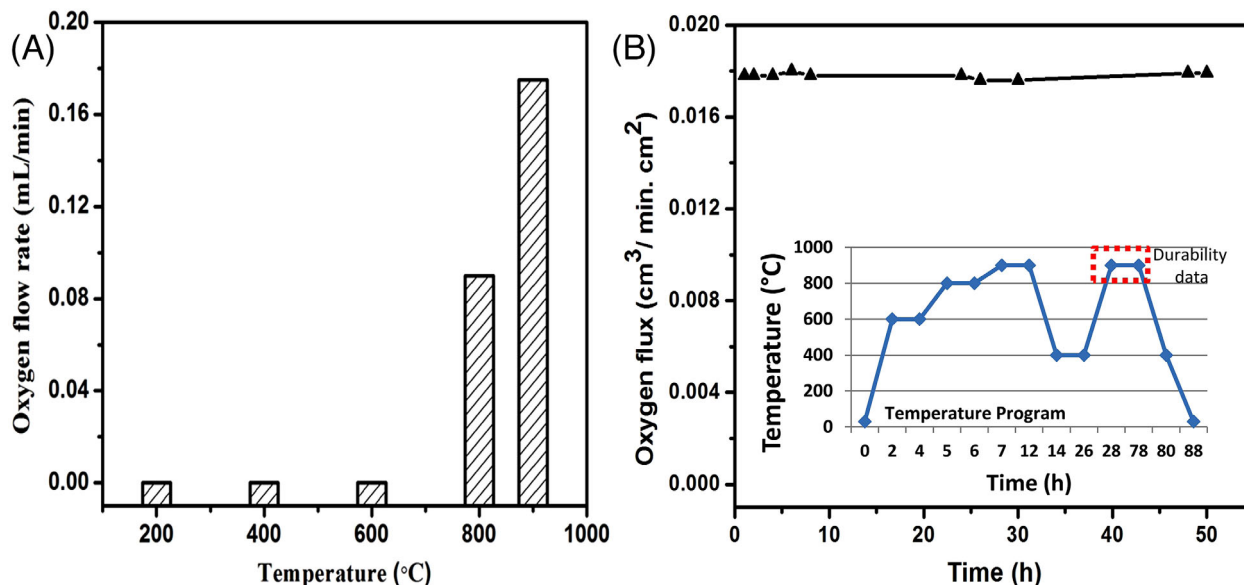 (A)
Oxygen flow rate (mL/min)
0.20
0.16
0.12
0.08
0.04
0.00
200 400 600 800 1000
Temperature (°C)
(B)
Oxygen flux (cm³/ min. cm²)
0.020
0.016
0.012
0.008
0.004
0.000
0 10 20 30 40 50
Time (h)
Temperature (°C)
1000
800
600
400
200
0
Durability
data
Temperature Program
0 2 4 5 6 7 12 14 26 28 78 80 88
Time (h)